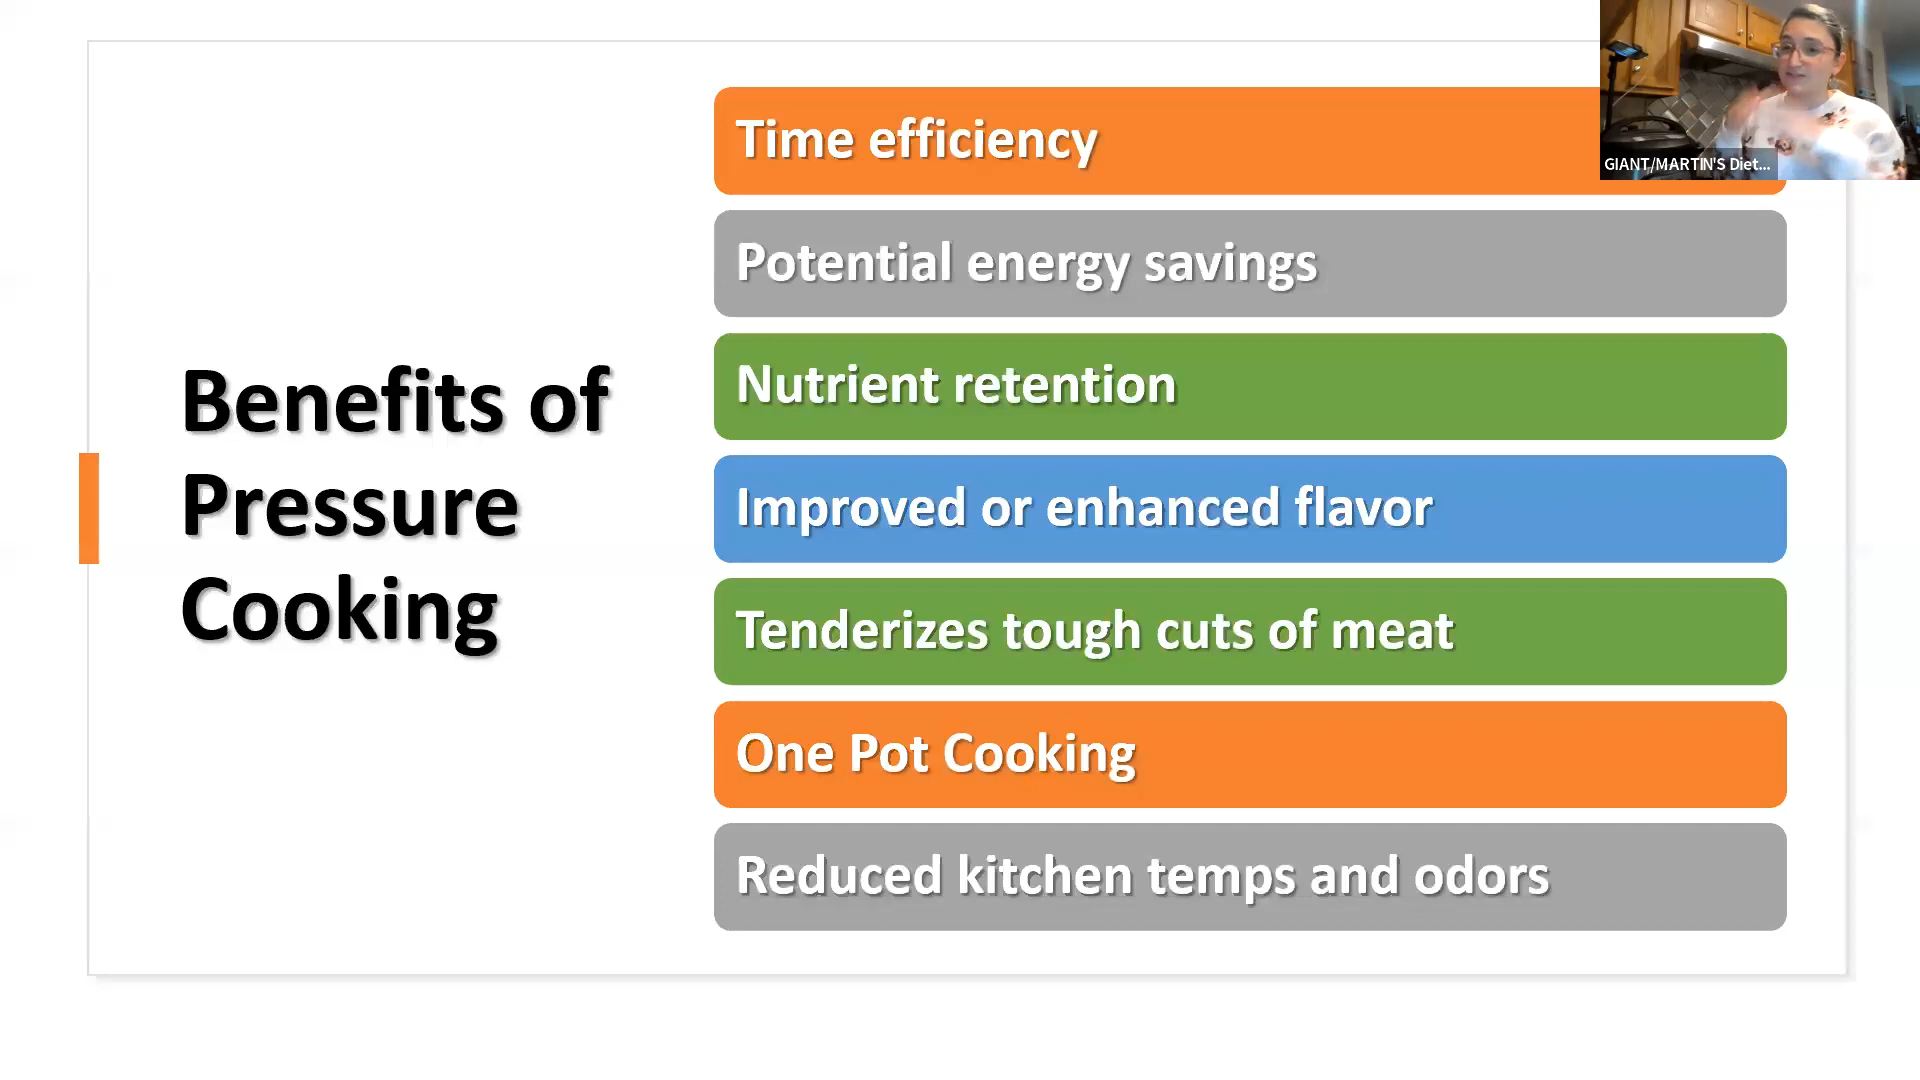 Benefits of
Pressure
Cooking
Time efficiency
Potential energy savings
Nutrient retention
Improved or enhanced flavor
Tenderizes tough cuts of meat
One Pot Cooking
Reduced kitchen temps and odors
GIANT/MARTIN'S Diet...